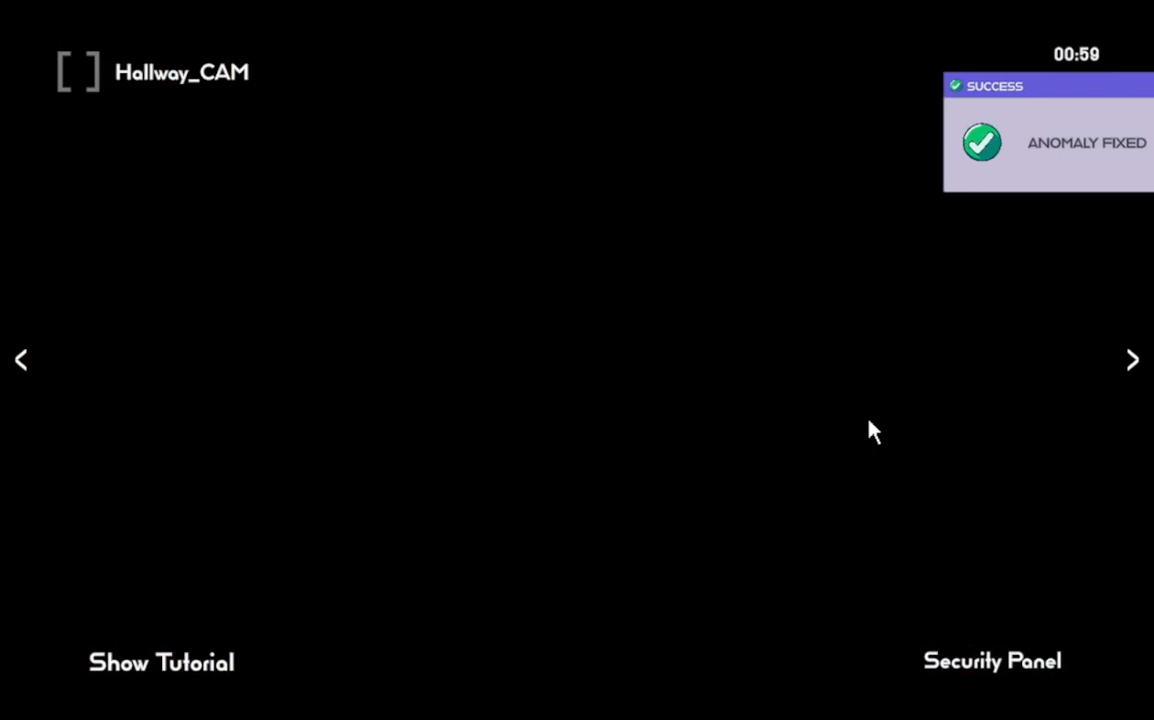 [ ] Hallway_CAM
00:59
SUCCESS
ANOMALY FIXED
<
>
Show Tutorial
Security Panel